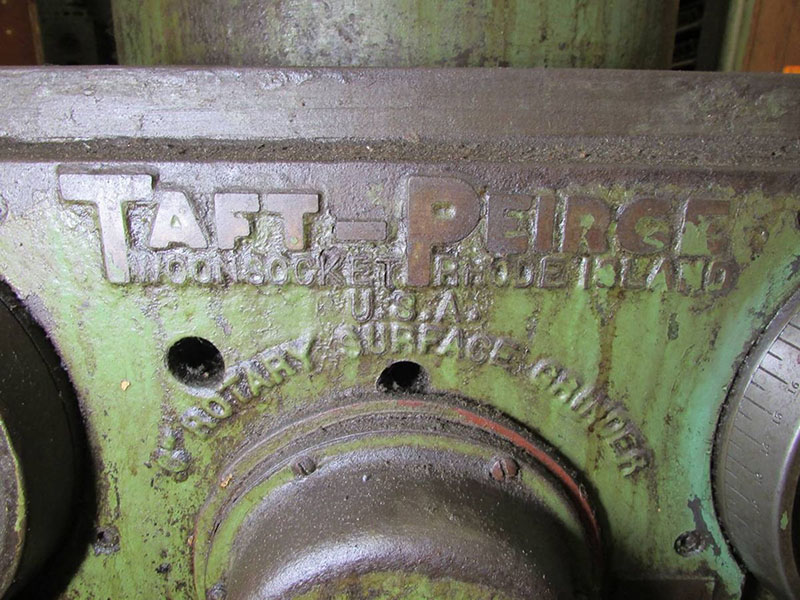 TAFT-PEIRCE
WOONSOCKET, RHODE ISLAND
U.S.A.
ROTARY SURFACE GRINDER